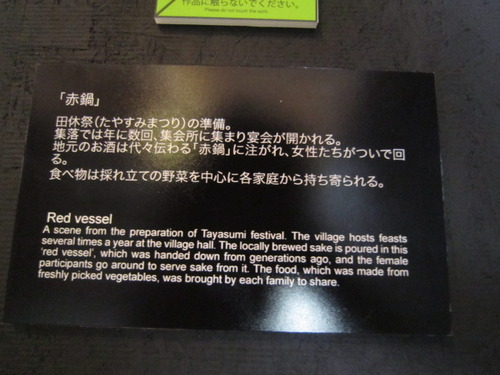 作品に触らないでください。
Please do not touch the work
「赤鍋」
田休祭(たやすみまつり)の準備。
集落では年に数回、集会所に集まり宴会が開かれる。
地元のお酒は代々伝わる「赤鍋」に注がれ、女性たちがついで回
る。
食べ物は採れ立ての野菜を中心に各家庭から持ち寄られる。
Red vessel
A scene from the preparation of Tayasumi festival. The village hosts feasts
several times a year at the village hall. The locally brewed sake is poured in this
'red vessel', which was handed down from generations ago, and the female
participants go around to serve sake from it. The food, which was made from
freshly picked vegetables, was brought by each family to share.